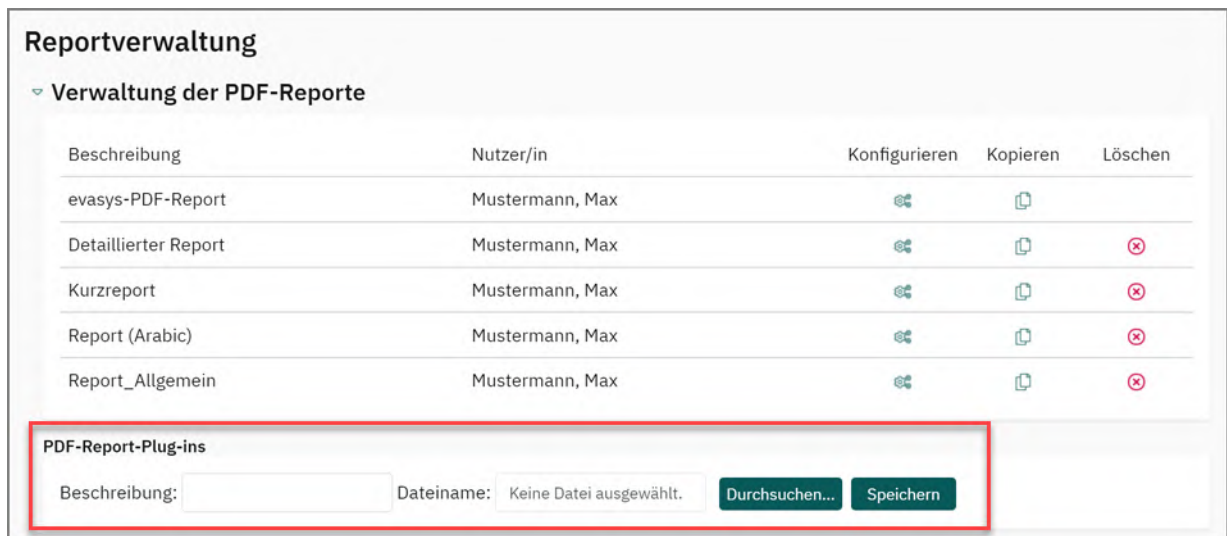 Reportverwaltung
Verwaltung der PDF-Reporte
Beschreibung Nutzer/in Konfigurieren Kopieren Löschen
evasys-PDF-Report Mustermann, Max
Detaillierter Report Mustermann, Max
Kurzreport Mustermann, Max
Report (Arabic) Mustermann, Max
Report_Allgemein Mustermann, Max
PDF-Report-Plug-ins
Beschreibung: Dateiname: Keine Datei ausgewählt. Durchsuchen... Speichern